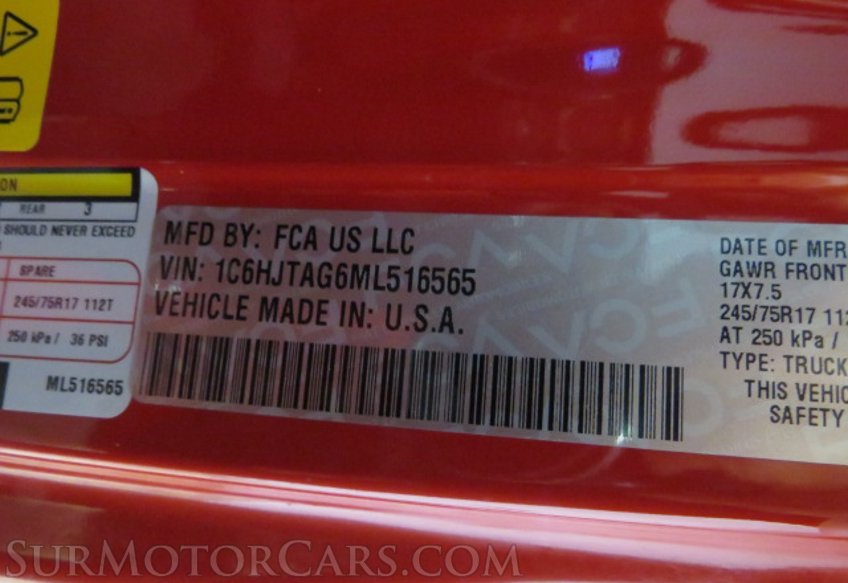 ON
REAR 3
SHOULD NEVER EXCEED
SPARE
245/75R17 112T
250 kPa / 36 PSI
ML516565
MFD BY: FCA US LLC
VIN: 1C6HJTAG6ML516565
VEHICLE MADE IN: U.S.A.
DATE OF MFR
GAWR FRONT
17X7.5
245/75R17 112
AT 250 kPa /
TYPE: TRUCK
THIS VEHIC
SAFETY
SURMOTORCARS.COM